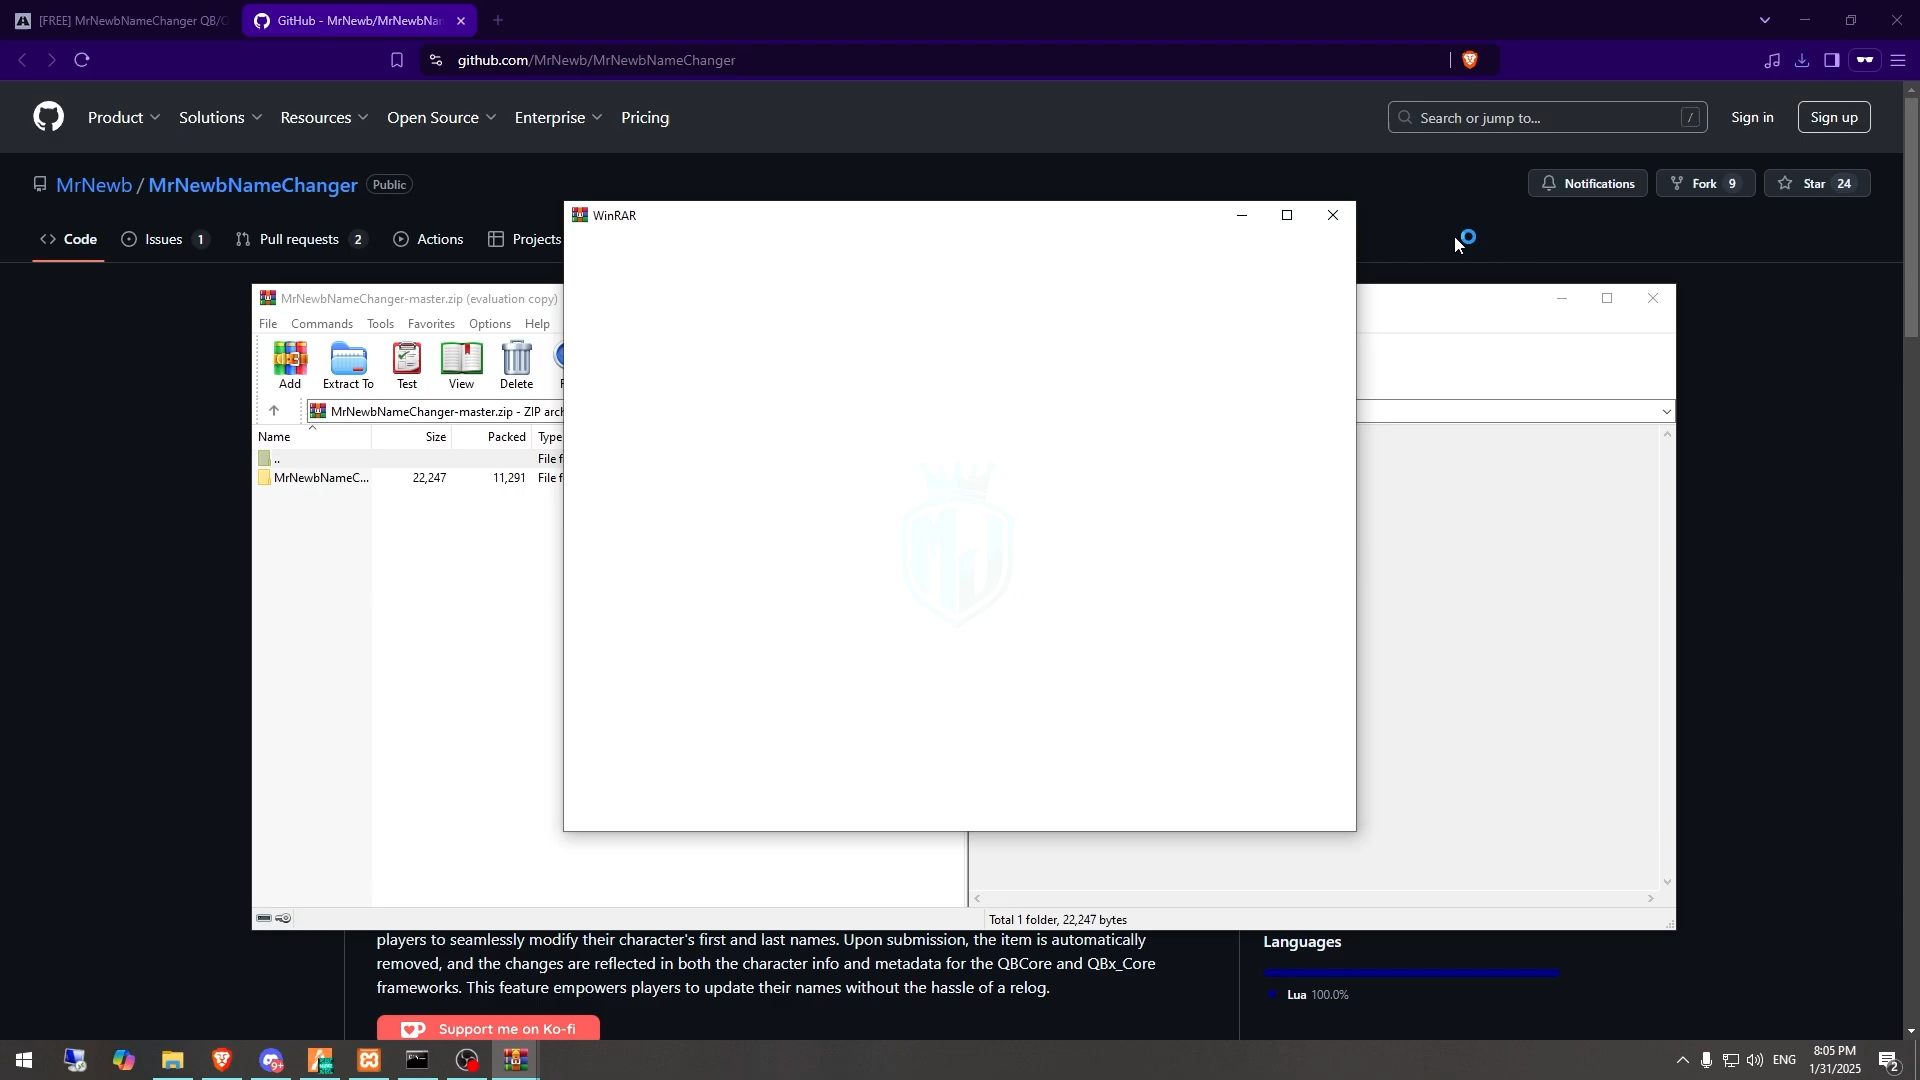 [FREE] MrNewbNameChanger QB/
GitHub - MrNewb/MrNewbNa
github.com/MrNewb/MrNewbNameChanger
Product
Solutions
Resources
Open Source
Enterprise
Pricing
Search or jump to...
/
Sign in
Sign up
MrNewb / MrNewbNameChanger
Public
Notifications
Fork 9
Star 24
Code
Issues 1
Pull requests 2
Actions
Projects
WinRAR
MrNewbNameChanger-master.zip (evaluation copy)
File Commands Tools Favorites Options Help
Add
Extract To
Test
View
Delete
MrNewbNameChanger-master.zip - ZIP arch
Name Size Packed Type
.. File f
MrNewbNameC... 22,247 11,291 File f
MJ
Total 1 folder, 22,247 bytes
players to seamlessly modify their character's first and last names. Upon submission, the item is automatically
removed, and the changes are reflected in both the character info and metadata for the QBCore and QBx_Core
frameworks. This feature empowers players to update their names without the hassle of a relog.
Support me on Ko-fi
Languages
Lua 100.0%
9+
ENG
8:05 PM
1/31/2025
2